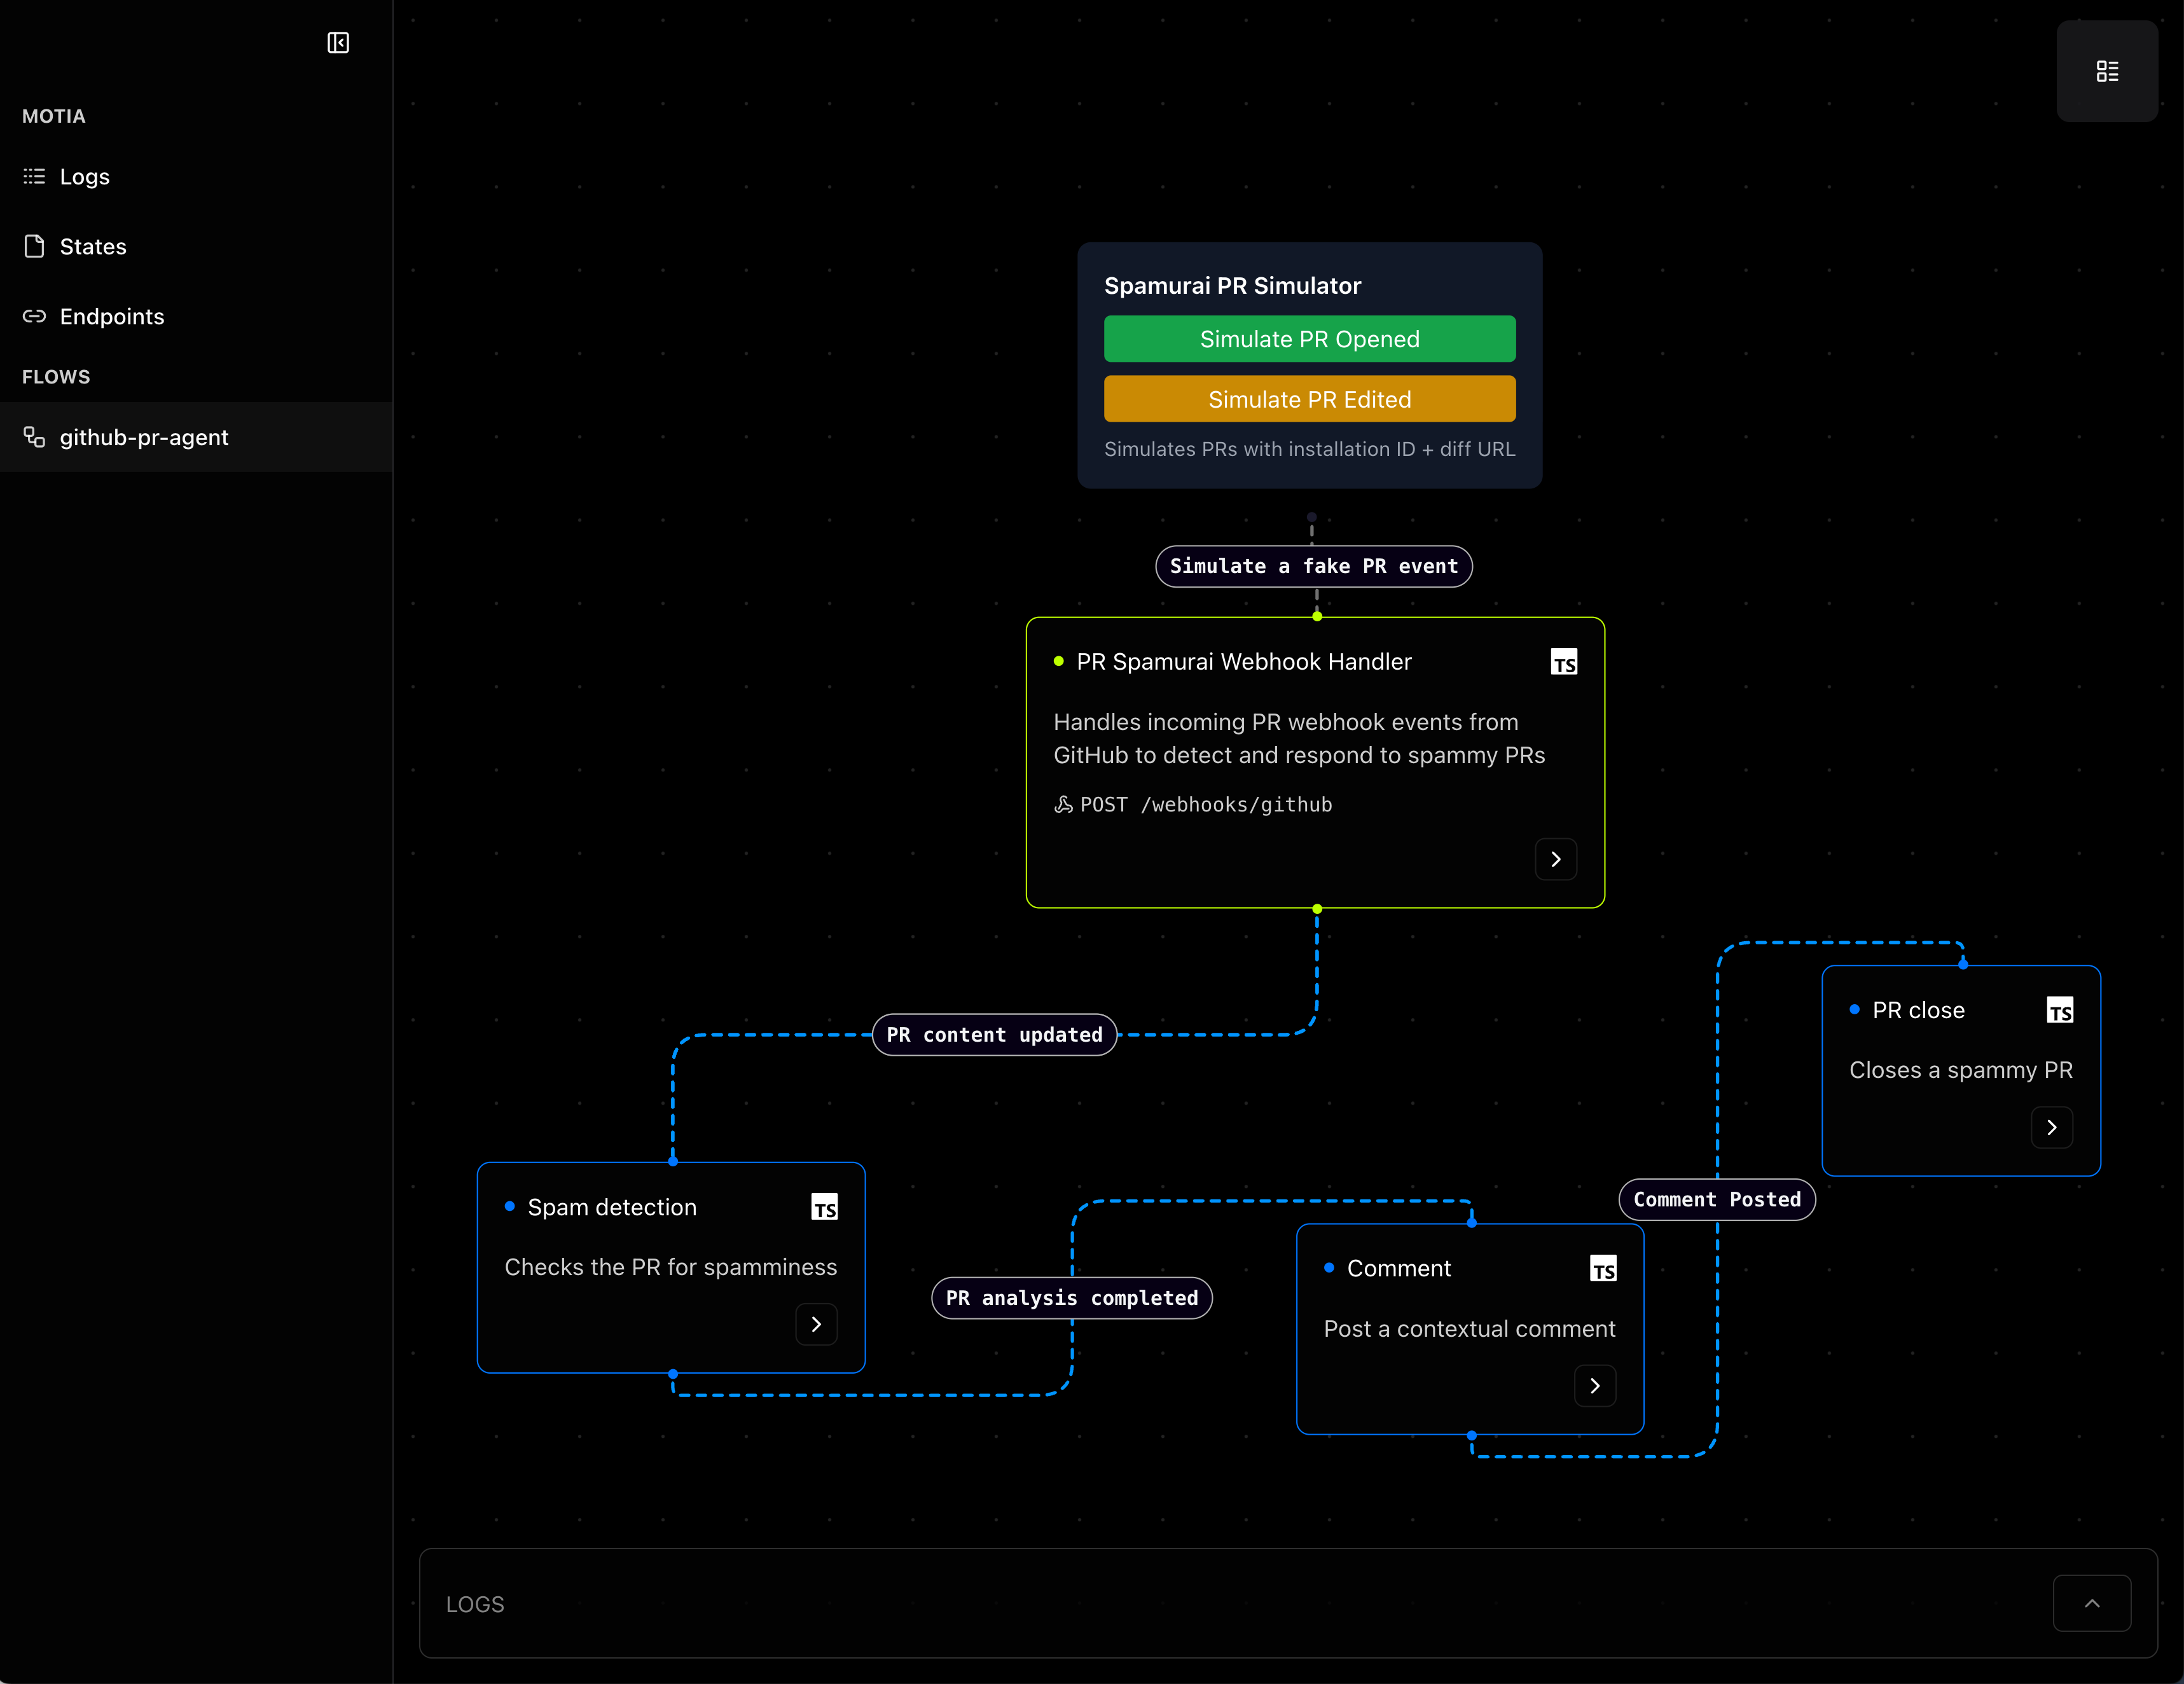 MOTIA
Logs
States
Endpoints
FLOWS
github-pr-agent
Spamurai PR Simulator
Simulate PR Opened
Simulate PR Edited
Simulates PRs with installation ID + diff URL
Simulate a fake PR event
PR Spamurai Webhook Handler
TS
Handles incoming PR webhook events from
GitHub to detect and respond to spammy PRs
POST /webhooks/github
PR content updated
PR close
TS
Closes a spammy PR
Spam detection
TS
Checks the PR for spamminess
PR analysis completed
Comment
TS
Post a contextual comment
Comment Posted
LOGS